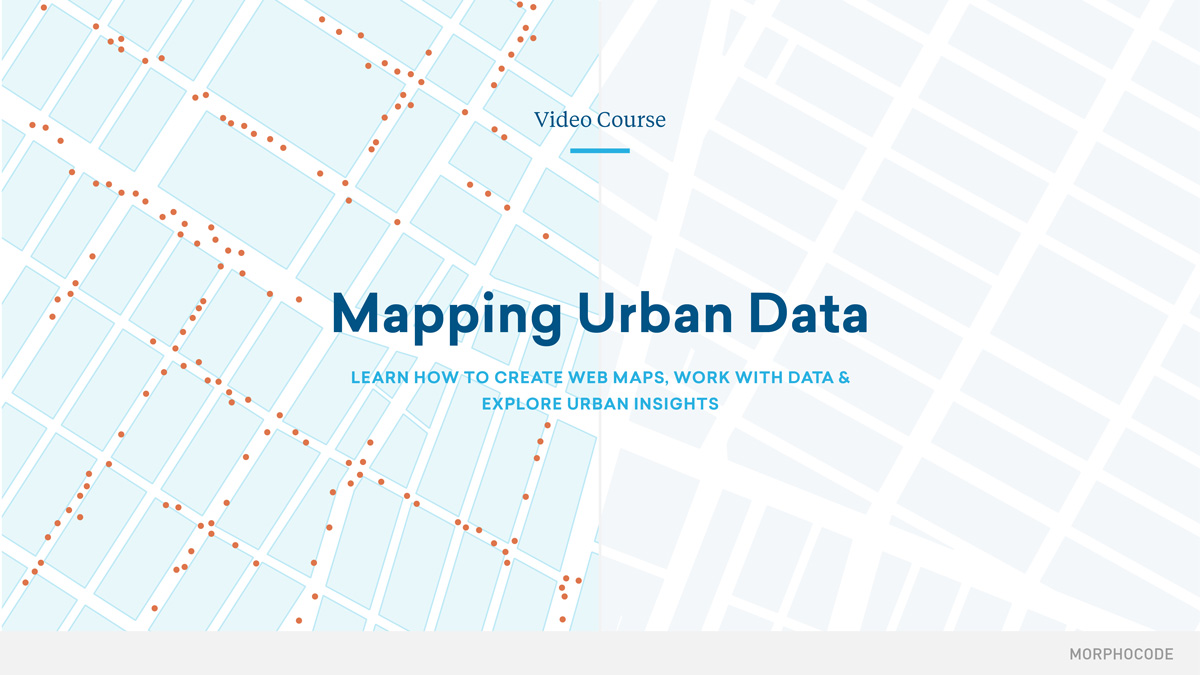 Video Course
Mapping Urban Data
LEARN HOW TO CREATE WEB MAPS, WORK WITH DATA &
EXPLORE URBAN INSIGHTS
MORPHOCODE